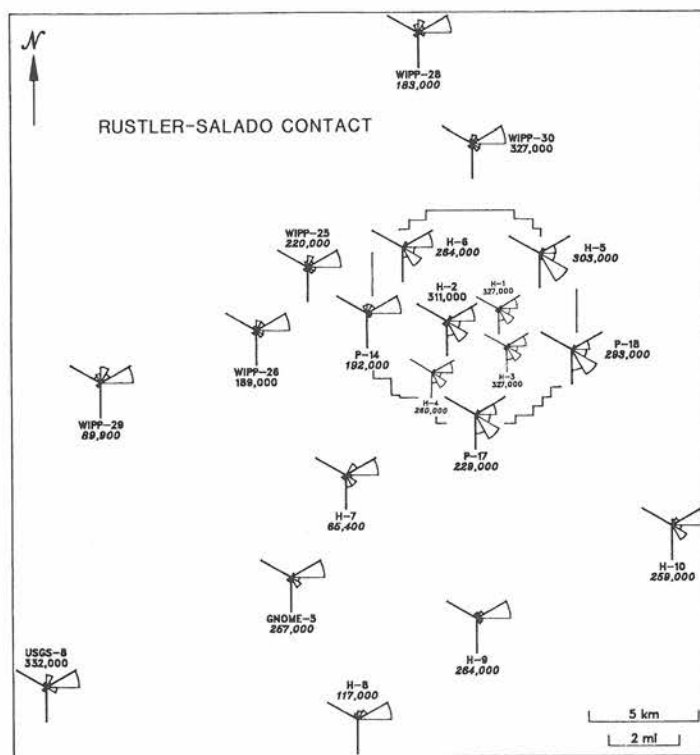 N
WIPP-28
183,000
RUSTLER-SALADO CONTACT
WIPP-30
327,000
WIPP-25
220,000
H-6
264,000
H-5
303,000
H-2
311,000
H-1
327,000
P-14
192,000
P-18
293,000
WIPP-26
189,000
H-3
327,000
H-4
260,000
WIPP-29
89,900
P-17
229,000
H-7
65,400
H-10
259,000
GNOME-5
267,000
H-9
264,000
USGS-8
332,000
H-8
117,000
5 km
2 mi